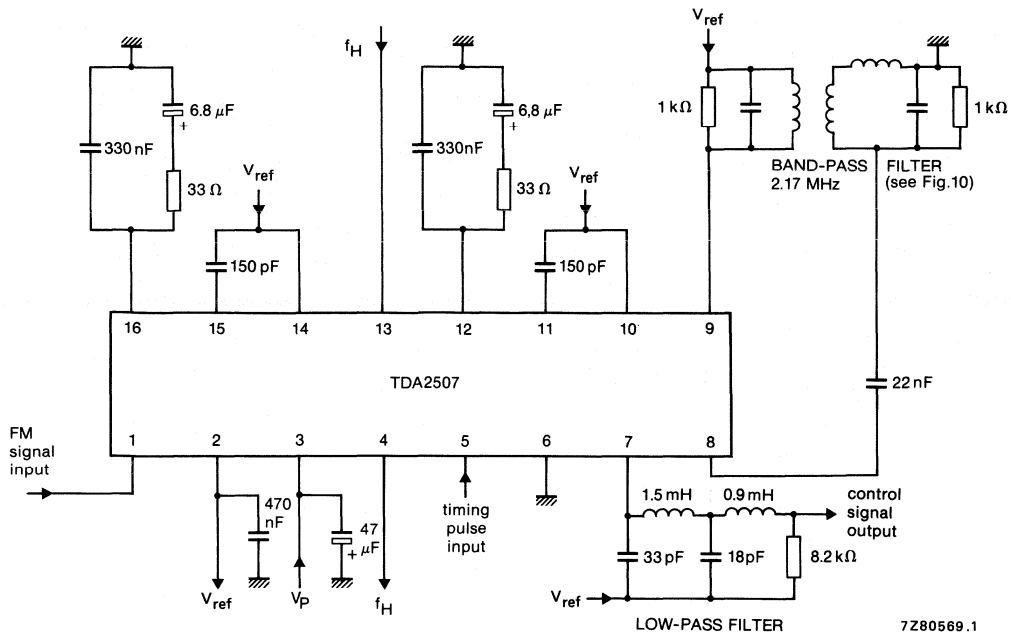 V_ref
f_H
6.8 μF
+
6,8 μF
+
1 kΩ
1 kΩ
330 nF
330nF
V_ref
V_ref
BAND-PASS FILTER
2.17 MHz (see Fig.10)
33 Ω
33 Ω
150 pF
150 pF
16 15 14 13 12 11 10 9
TDA2507
22 nF
FM
signal
input
1 2 3 4 5 6 7 8
1.5 mH
0.9 mH
control
signal
output
470
nF
47
μF
+
timing
pulse
input
33 pF
18pF
8.2 kΩ
V_ref
V_P
f_H
V_ref
LOW-PASS FILTER
7Z80569.1